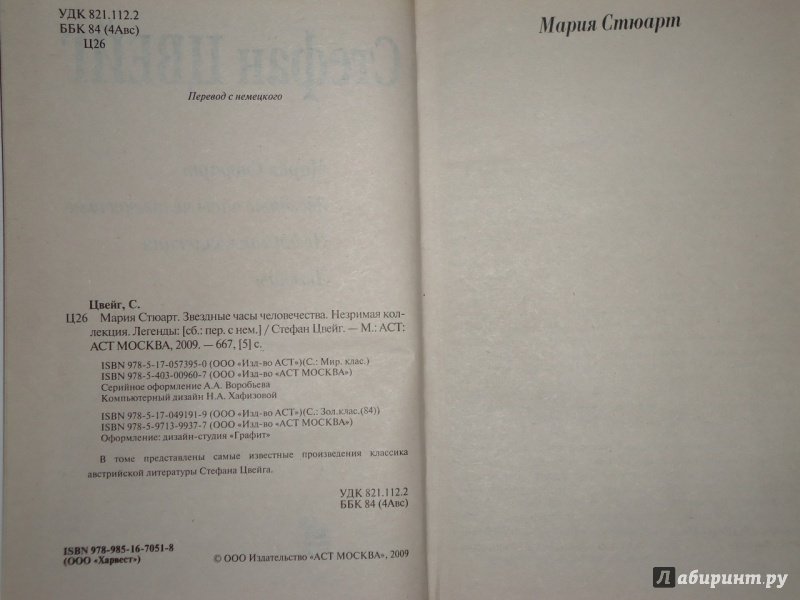 УДК 821.112.2
ББК 84 (4Авс)
Ц26
Перевод с немецкого
Стефан ЦВЕЙГ
Цвейг, С.
Ц26 Мария Стюарт. Звездные часы человечества. Незримая кол-
лекция. Легенды: [сб.: пер. с нем.] / Стефан Цвейг. — М.: АСТ:
АСТ МОСКВА, 2009. — 667, [5] с.
ISBN 978-5-17-057395-0 (ООО «Изд-во АСТ»)(С.: Мир. клас.)
ISBN 978-5-403-00960-7 (ООО «Изд-во «АСТ МОСКВА»)
Серийное оформление А.А. Воробьева
Компьютерный дизайн Н.А. Хафизовой
ISBN 978-5-17-049191-9 (ООО «Изд-во АСТ»)(С.: Зол.клас.(84))
ISBN 978-5-9713-9937-7 (ООО «Изд-во «АСТ МОСКВА»)
Оформление: дизайн-студия «Графит»
В томе представлены самые известные произведения классика
австрийской литературы Стефана Цвейга.
УДК 821.112.2
ББК 84 (4Авс)
ISBN 978-985-16-7051-8
(ООО «Харвест»)
© ООО Издательство «АСТ МОСКВА», 2009
Мария Стюарт
Лабиринт.ру